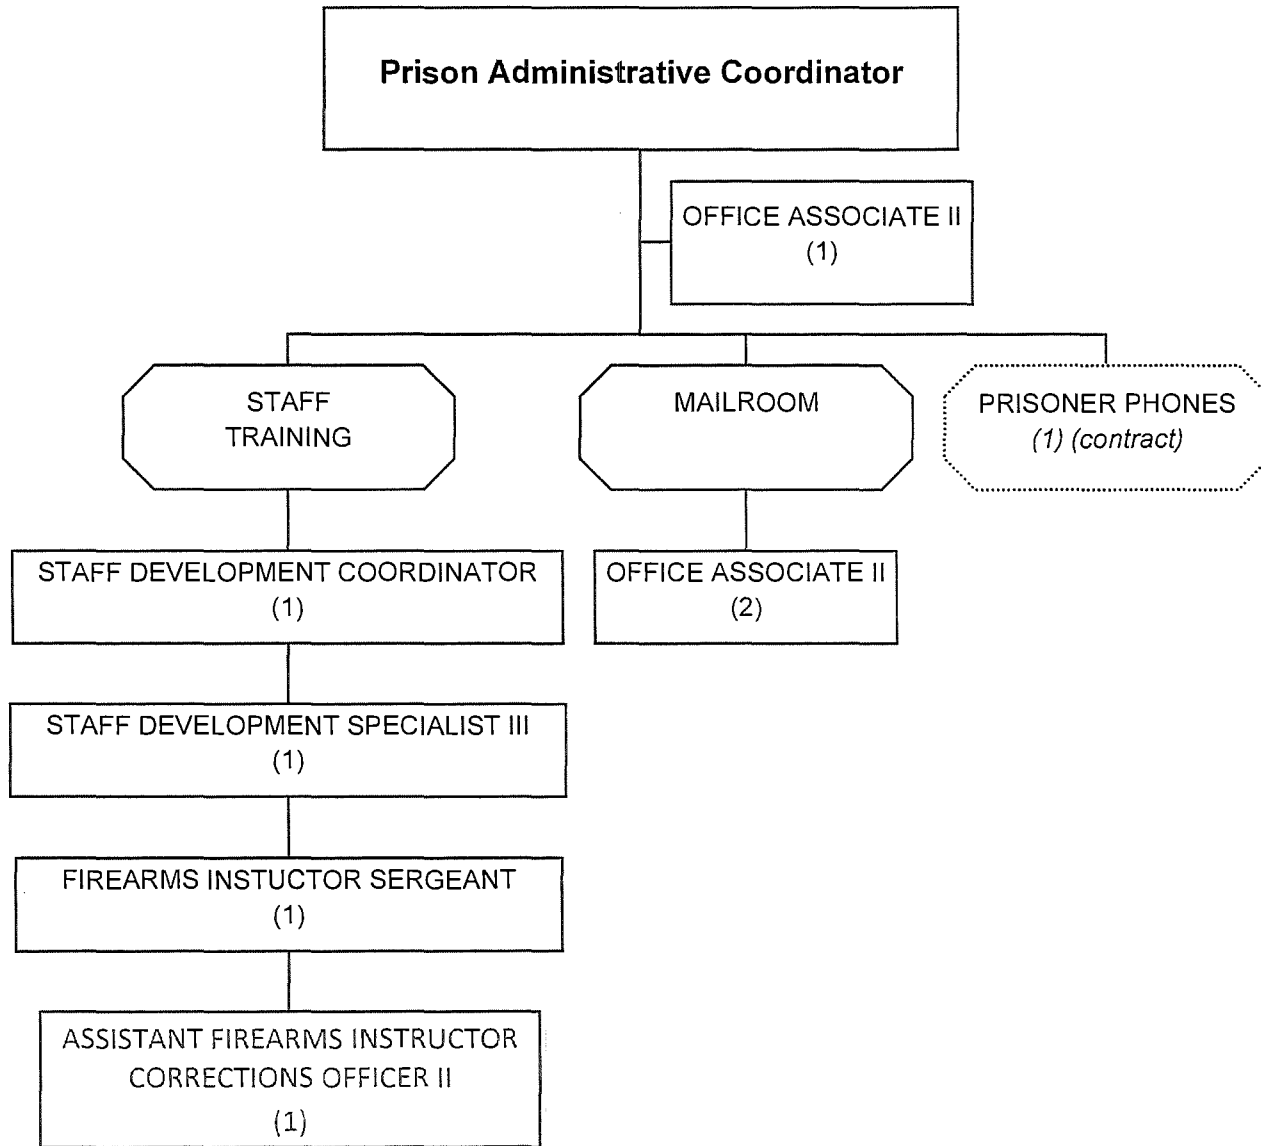 Prison Administrative Coordinator
OFFICE ASSOCIATE II
(1)
STAFF
TRAINING
MAILROOM
PRISONER PHONES
(1) (contract)
STAFF DEVELOPMENT COORDINATOR
(1)
OFFICE ASSOCIATE II
(2)
STAFF DEVELOPMENT SPECIALIST III
(1)
FIREARMS INSTUCTOR SERGEANT
(1)
ASSISTANT FIREARMS INSTRUCTOR
CORRECTIONS OFFICER II
(1)